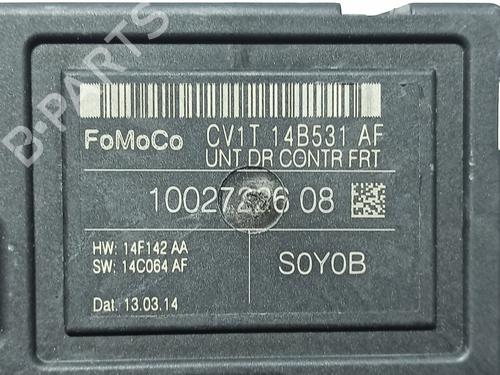 B-PARTS
FoMoCo CV1T 14B531 AF
UNT DR CONTR FRT
08
HW: 14F142 AA
SW: 14C064 AF
S0Y0B
Dat. 13.03.14